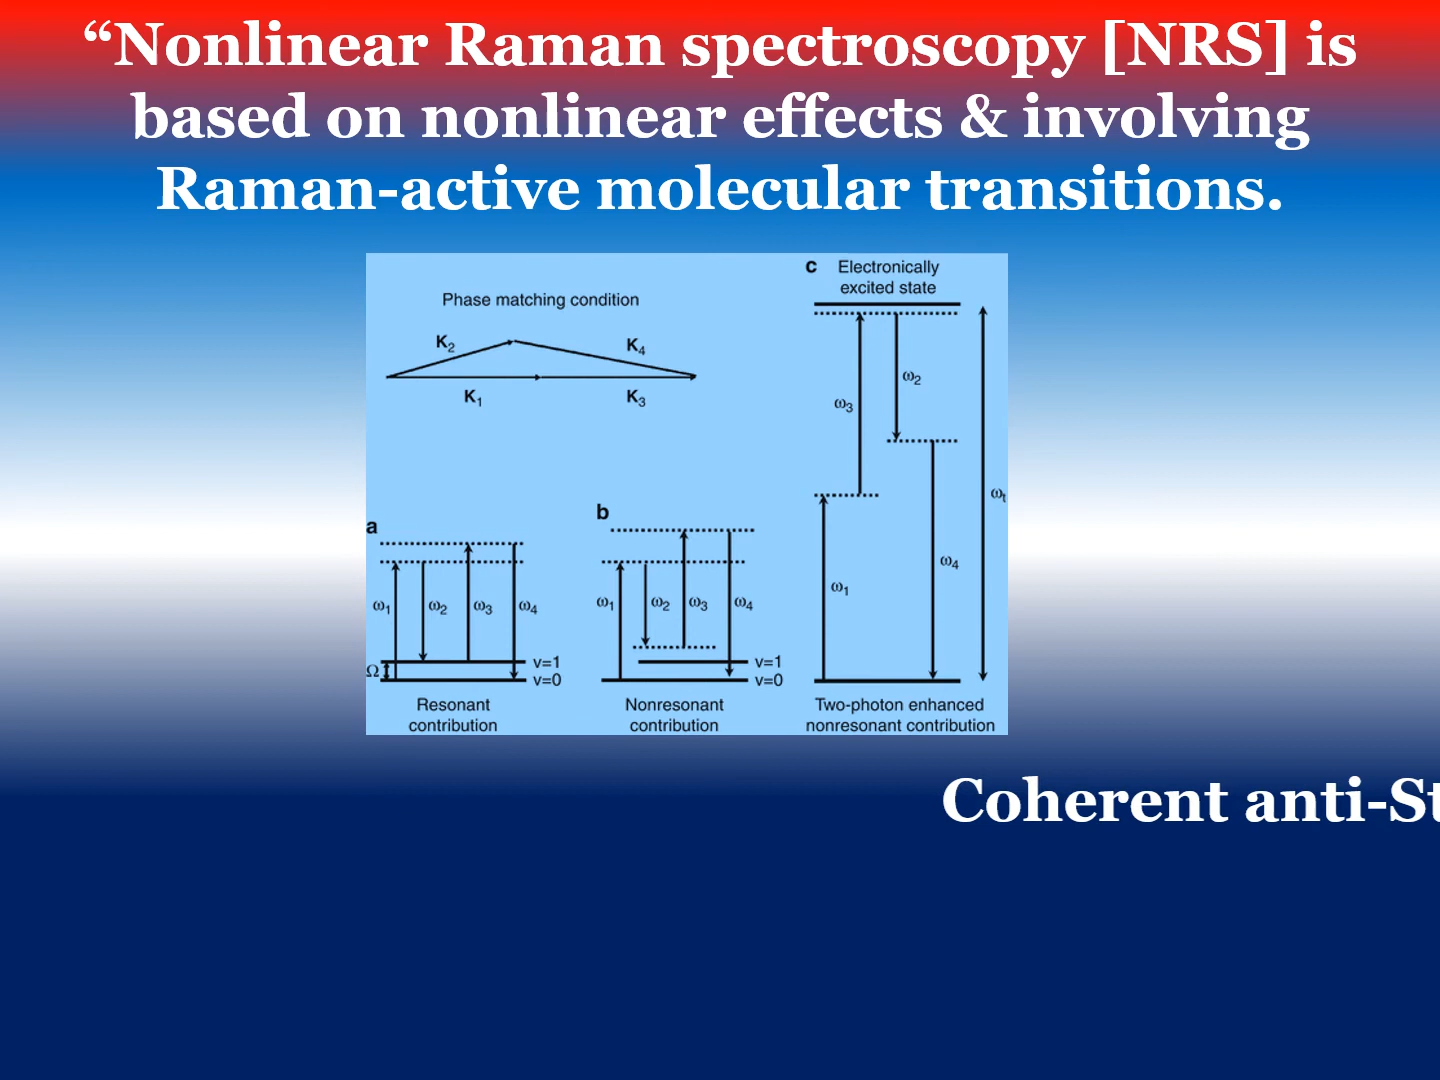 “Nonlinear Raman spectroscopy [NRS] is
based on nonlinear effects & involving
Raman-active molecular transitions.
Phase matching condition
K2
K4
K1
K3
c Electronically
excited state
ω2
ω3
ωt
ω4
ω1
a
ω1
ω2
ω3
ω4
Ω
v=1
v=0
Resonant
contribution
b
ω1
ω2
ω3
ω4
v=1
v=0
Nonresonant
contribution
Two-photon enhanced
nonresonant contribution
Coherent anti-St